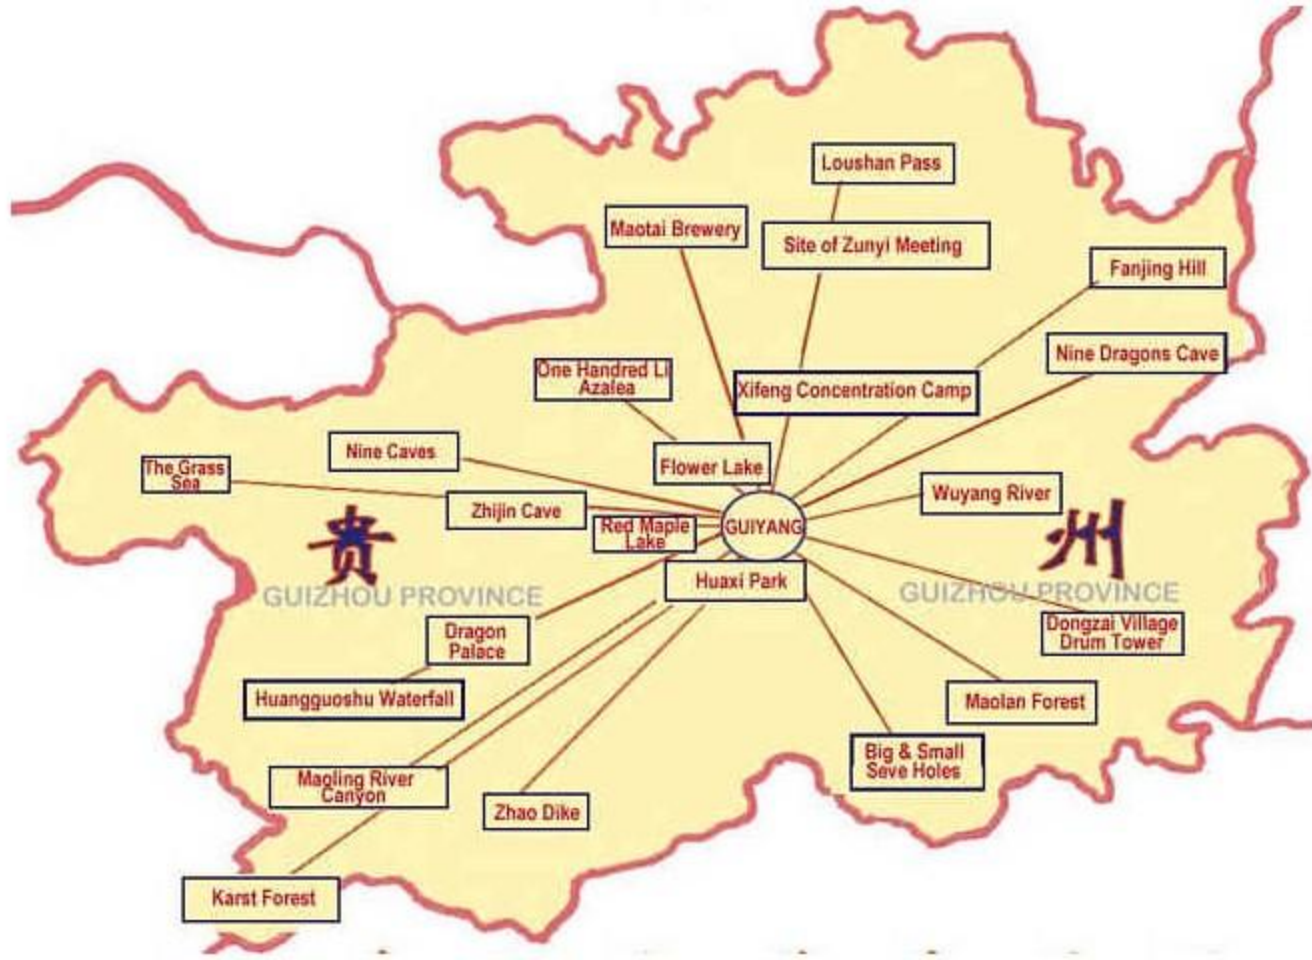 Loushan Pass
Maotai Brewery
Site of Zunyi Meeting
Fanjing Hill
Nine Dragons Cave
One Handred Li
Azalea
Xifeng Concentration Camp
Nine Caves
Flower Lake
The Grass
Sea
Wuyang River
Zhijin Cave
Red Maple
Lake
GUIYANG
贵
州
Huaxi Park
GUIZHOU PROVINCE
GUIZHOU PROVINCE
Dragon
Palace
Dongzai Village
Drum Tower
Huangguoshu Waterfall
Maolan Forest
Big & Small
Seve Holes
Maoling River
Canyon
Zhao Dike
Karst Forest